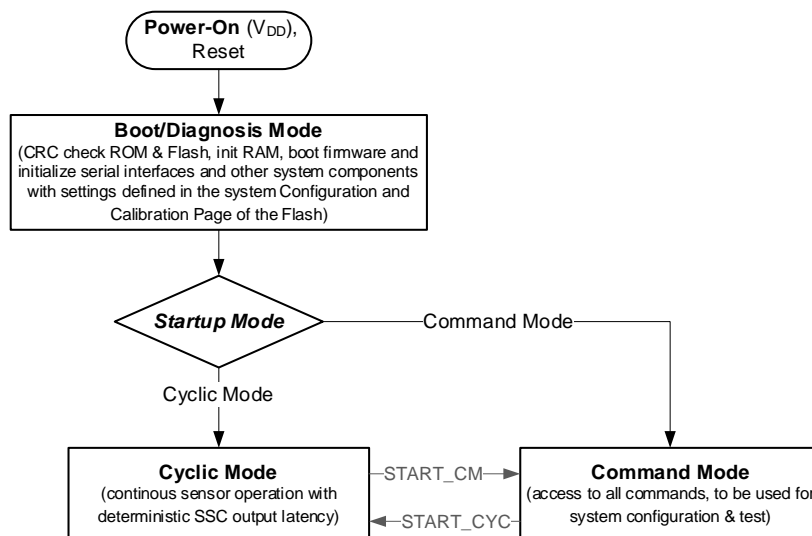 Power-On (VDD),
Reset
Boot/Diagnosis Mode
(CRC check ROM & Flash, init RAM, boot firmware and
initialize serial interfaces and other system components
with settings defined in the system Configuration and
Calibration Page of the Flash)
Startup Mode
Command Mode
Cyclic Mode
Cyclic Mode
(continous sensor operation with
deterministic SSC output latency)
START_CM
START_CYC
Command Mode
(access to all commands, to be used for
system configuration & test)